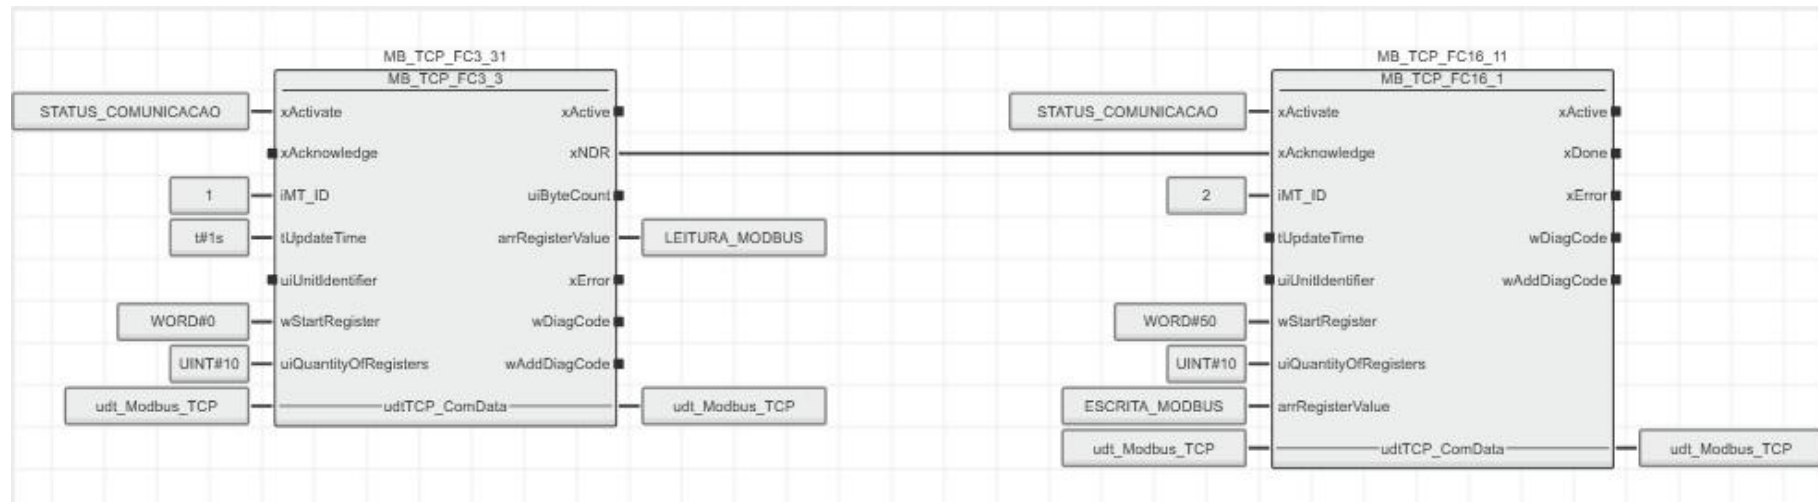 MB_TCP_FC3_31
MB_TCP_FC3_3
STATUS_COMUNICACAO xActivate xActive
xAcknowledge xNDR
1 iMT_ID uiByteCount
t#1s tUpdateTime arrRegisterValue LEITURA_MODBUS
uiUnitIdentifier xError
WORD#0 wStartRegister wDiagCode
UINT#10 uiQuantityOfRegisters wAddDiagCode
udt_Modbus_TCP udtTCP_ComData udt_Modbus_TCP
MB_TCP_FC16_11
MB_TCP_FC16_1
STATUS_COMUNICACAO xActivate xActive
xAcknowledge xDone
2 iMT_ID xError
tUpdateTime wDiagCode
uiUnitIdentifier wAddDiagCode
WORD#50 wStartRegister
UINT#10 uiQuantityOfRegisters
ESCRITA_MODBUS arrRegisterValue
udt_Modbus_TCP udtTCP_ComData udt_Modbus_TCP